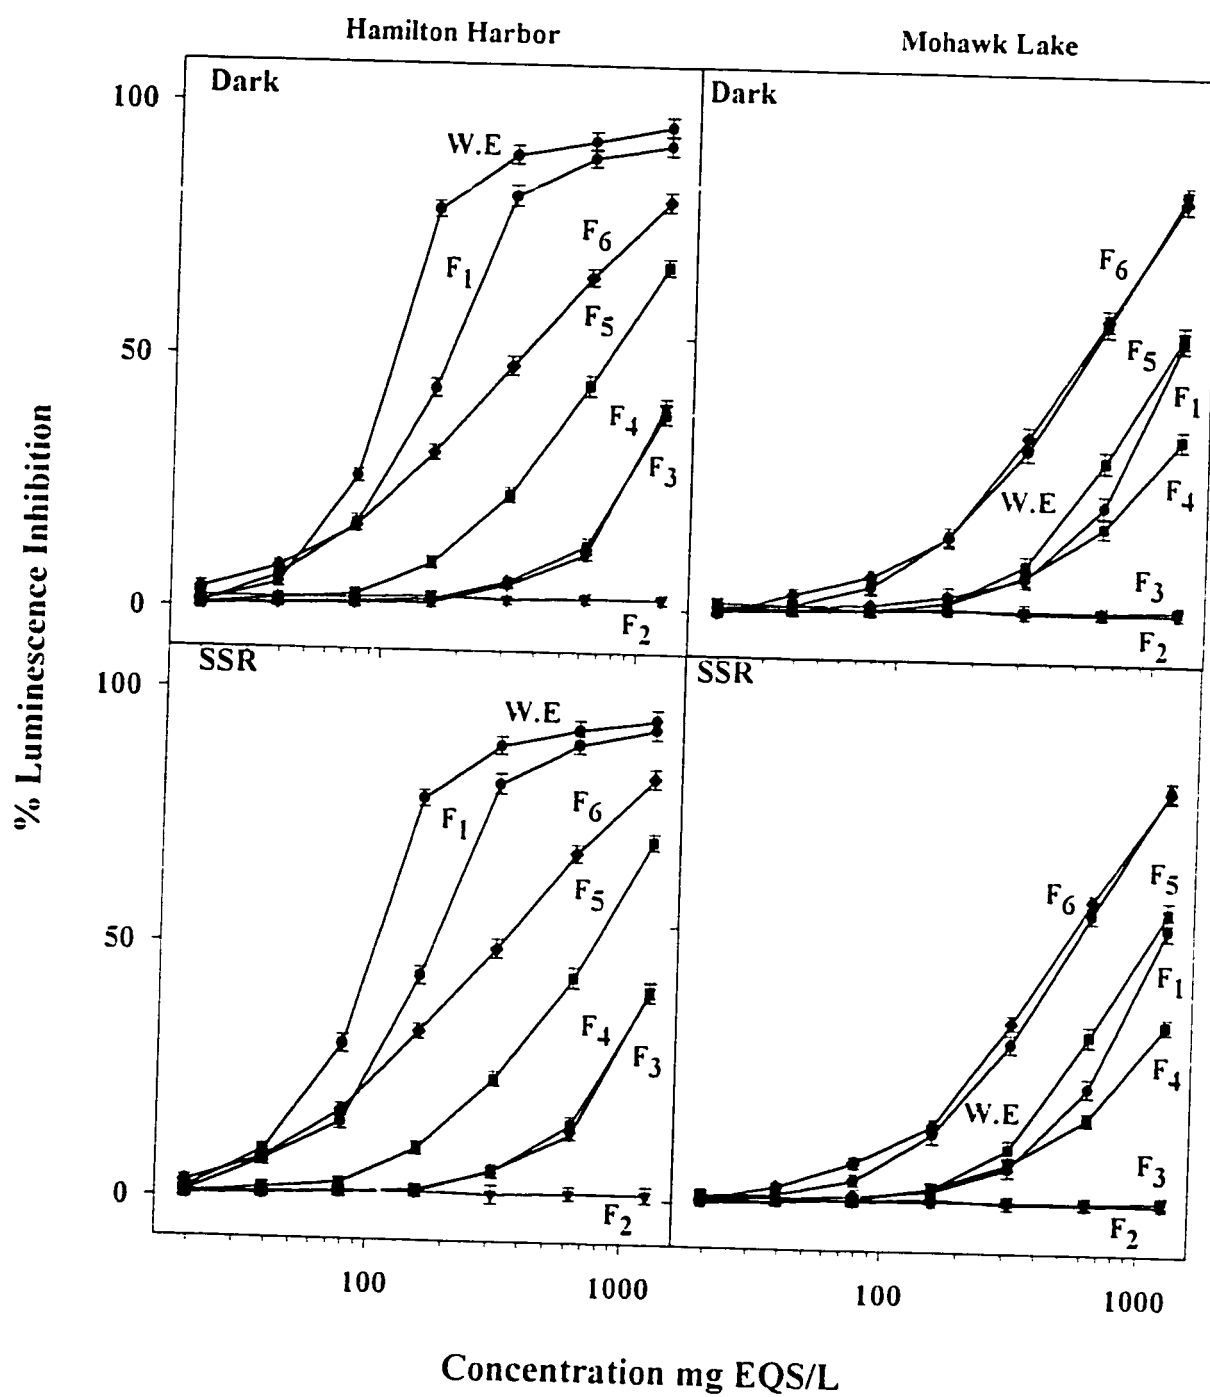 Hamilton Harbor
Mohawk Lake
Dark
Dark
100
W.E
F6
F1
F6
F5
50
F5
F1
F4
F3
F4
W.E
F3
0
F2
F2
SSR
SSR
100
W.E
F6
F1
F5
F6
F5
50
F1
F4
F3
F4
W.E
F3
0
F2
F2
100
1000
100
1000
% Luminescence Inhibition
Concentration mg EQS/L